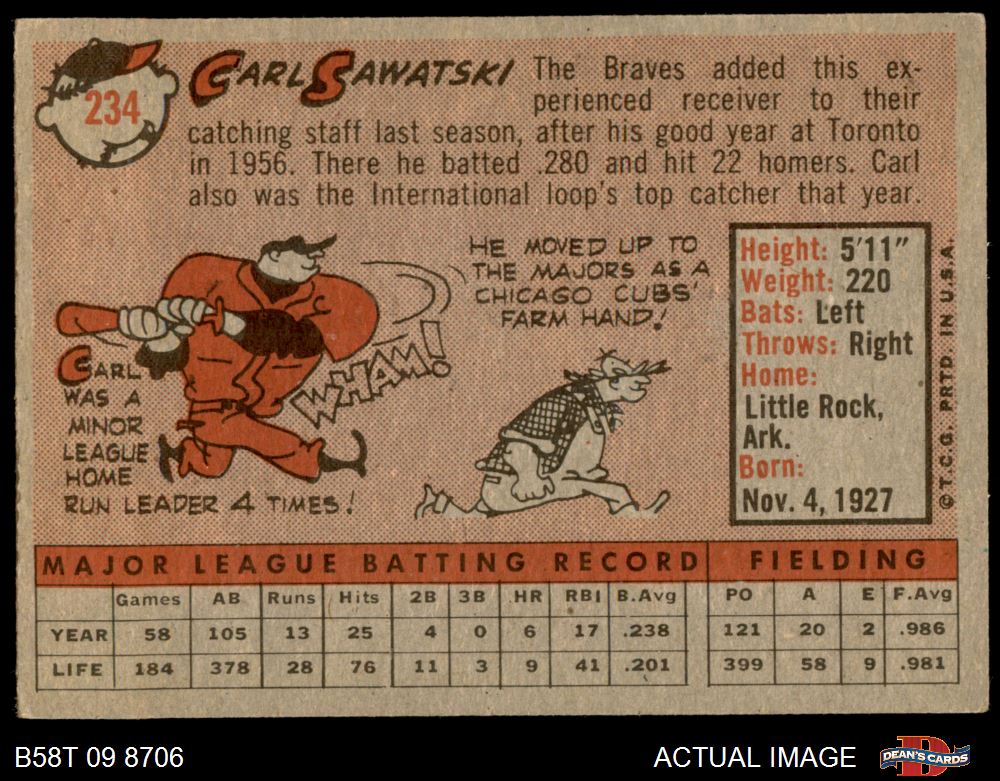 234
CARL SAWATSKI
The Braves added this ex-
perienced receiver to their
catching staff last season, after his good year at Toronto
in 1956. There he batted .280 and hit 22 homers. Carl
also was the International loop's top catcher that year.
CARL
WAS A
MINOR
LEAGUE
HOME
RUN LEADER 4 TIMES!
WHAM!
HE MOVED UP TO
THE MAJORS AS A
CHICAGO CUBS'
FARM HAND!
Height: 5'11"
Weight: 220
Bats: Left
Throws: Right
Home:
Little Rock,
Ark.
Born:
Nov. 4, 1927
©T.C.G. PRTD. IN U.S.A.
MAJOR LEAGUE BATTING RECORD FIELDING
Games AB Runs Hits 2B 3B HR RBI B.Avg PO A E F.Avg
YEAR 58 105 13 25 4 0 6 17 .238 121 20 2 .986
LIFE 184 378 28 76 11 3 9 41 .201 399 58 9 .981
B58T 09 8706
ACTUAL IMAGE
DEAN'S CARDS